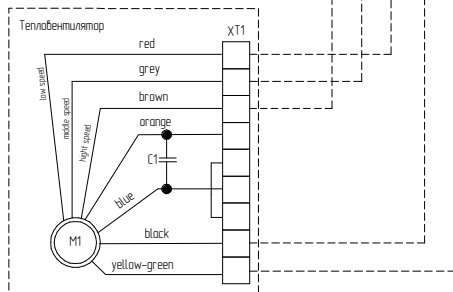 Тепловентилятор
XT1
red
grey
brown
orange
low speed
middle speed
hight speed
C1
blue
M1
black
yellow-green